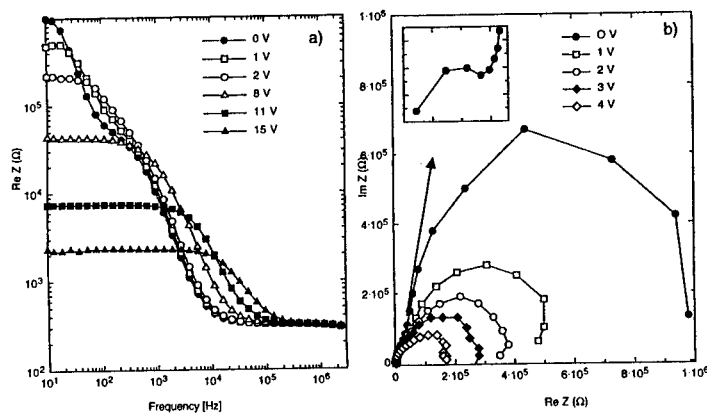 a)
0 V
1 V
2 V
8 V
11 V
15 V
Re Z (Ω)
10⁵
10⁴
10³
10²
10¹ 10² 10³ 10⁴ 10⁵ 10⁶
Frequency [Hz]
b)
O V
1 V
2 V
3 V
4 V
Im Z (Ω)
1·10⁶
8·10⁵
6·10⁵
4·10⁵
2·10⁵
0
0 2·10⁵ 4·10⁵ 6·10⁵ 8·10⁵ 1·10⁶
Re Z (Ω)